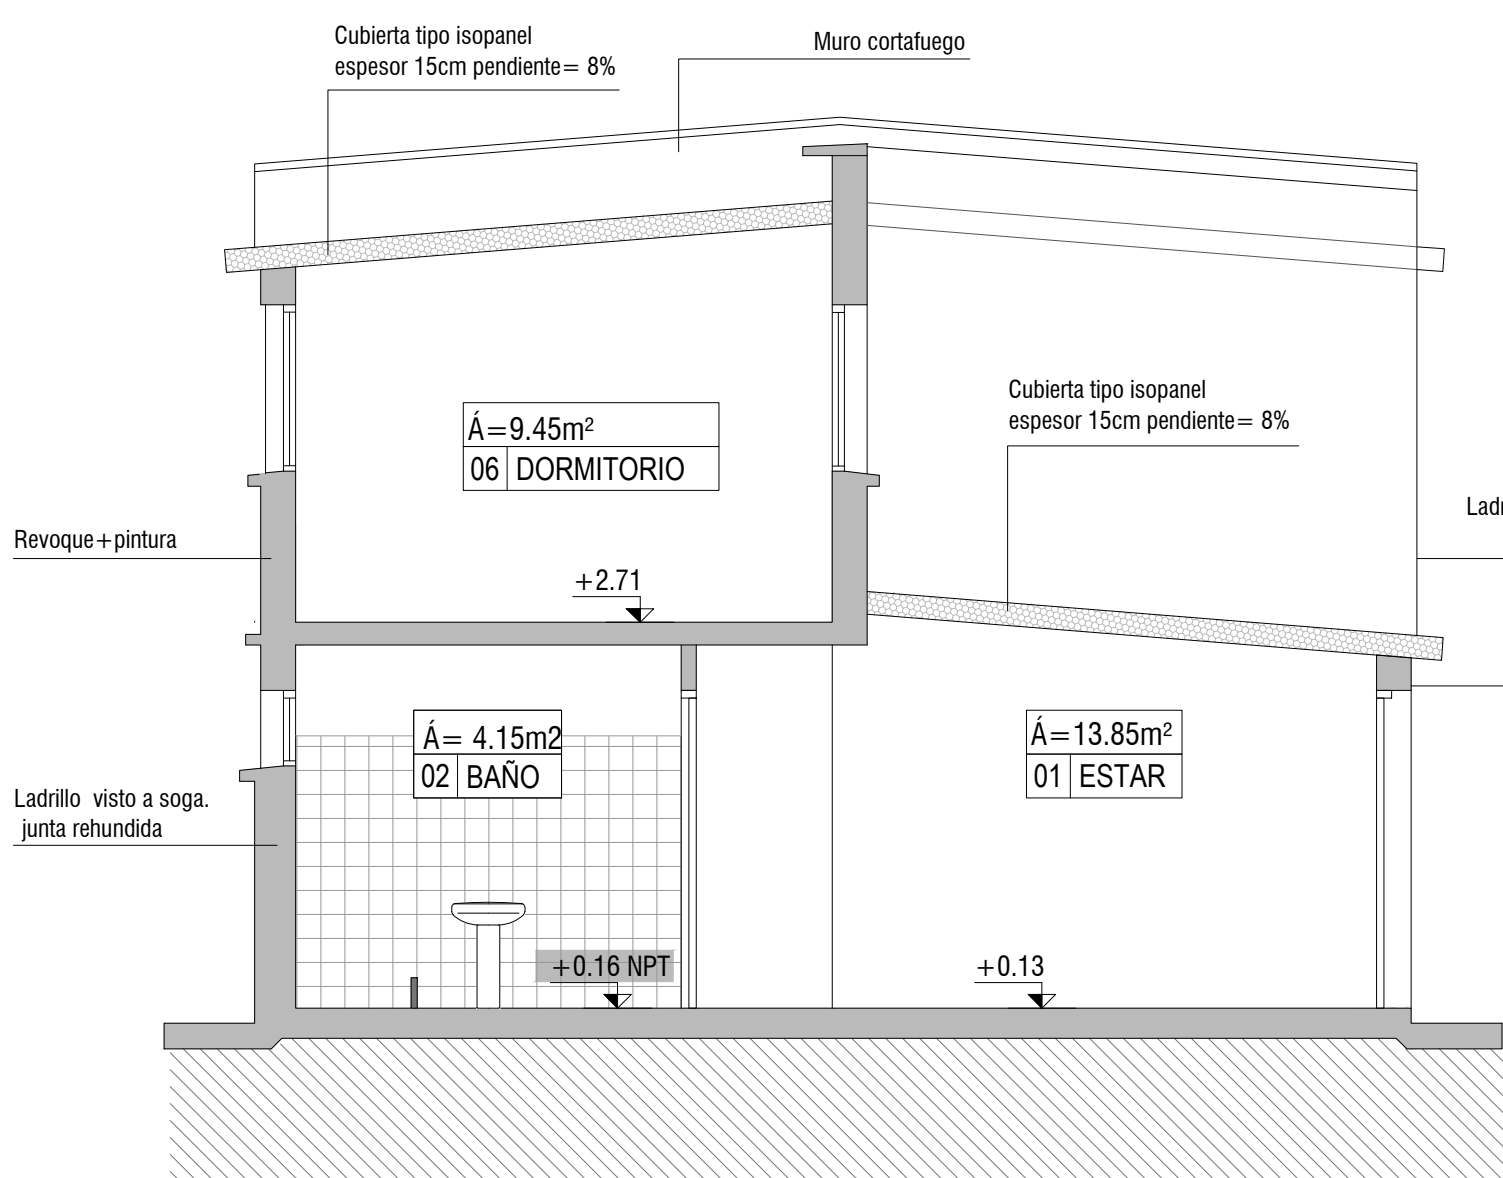 Cubierta tipo isopanel
espesor 15cm pendiente= 8%
Muro cortafuego
Cubierta tipo isopanel
espesor 15cm pendiente= 8%
Á=9.45m²
06 DORMITORIO
Ladr
Revoque+pintura
+2.71
Á= 4.15m2
02 BAÑO
Á=13.85m²
01 ESTAR
Ladrillo visto a soga.
junta rehundida
+0.16 NPT
+0.13